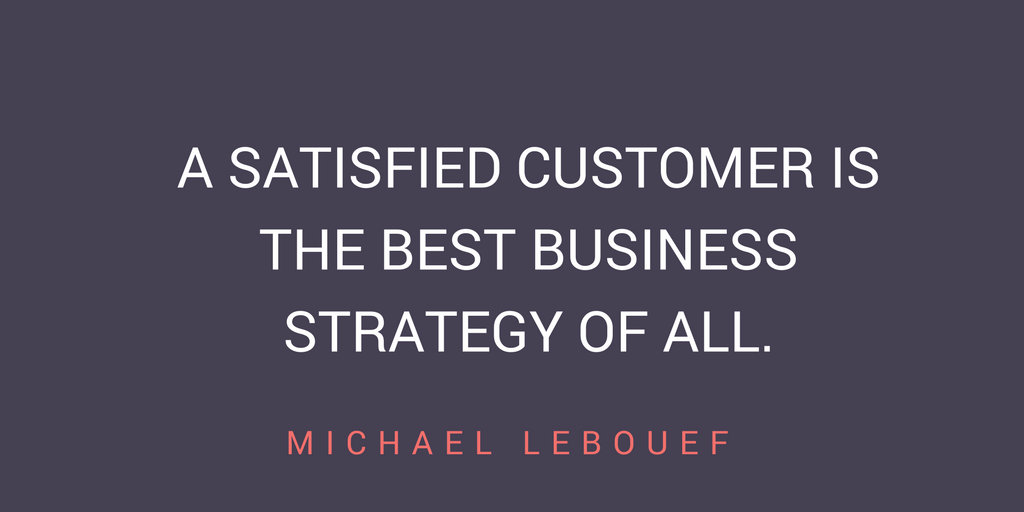 A SATISFIED CUSTOMER IS
THE BEST BUSINESS
STRATEGY OF ALL.
MICHAEL LEBOUEF